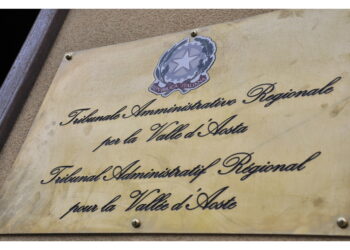 Tribunale Amministrativo Regionale
per la Valle d'Aosta
Tribunal Administratif Régional
pour la Vallée d'Aoste